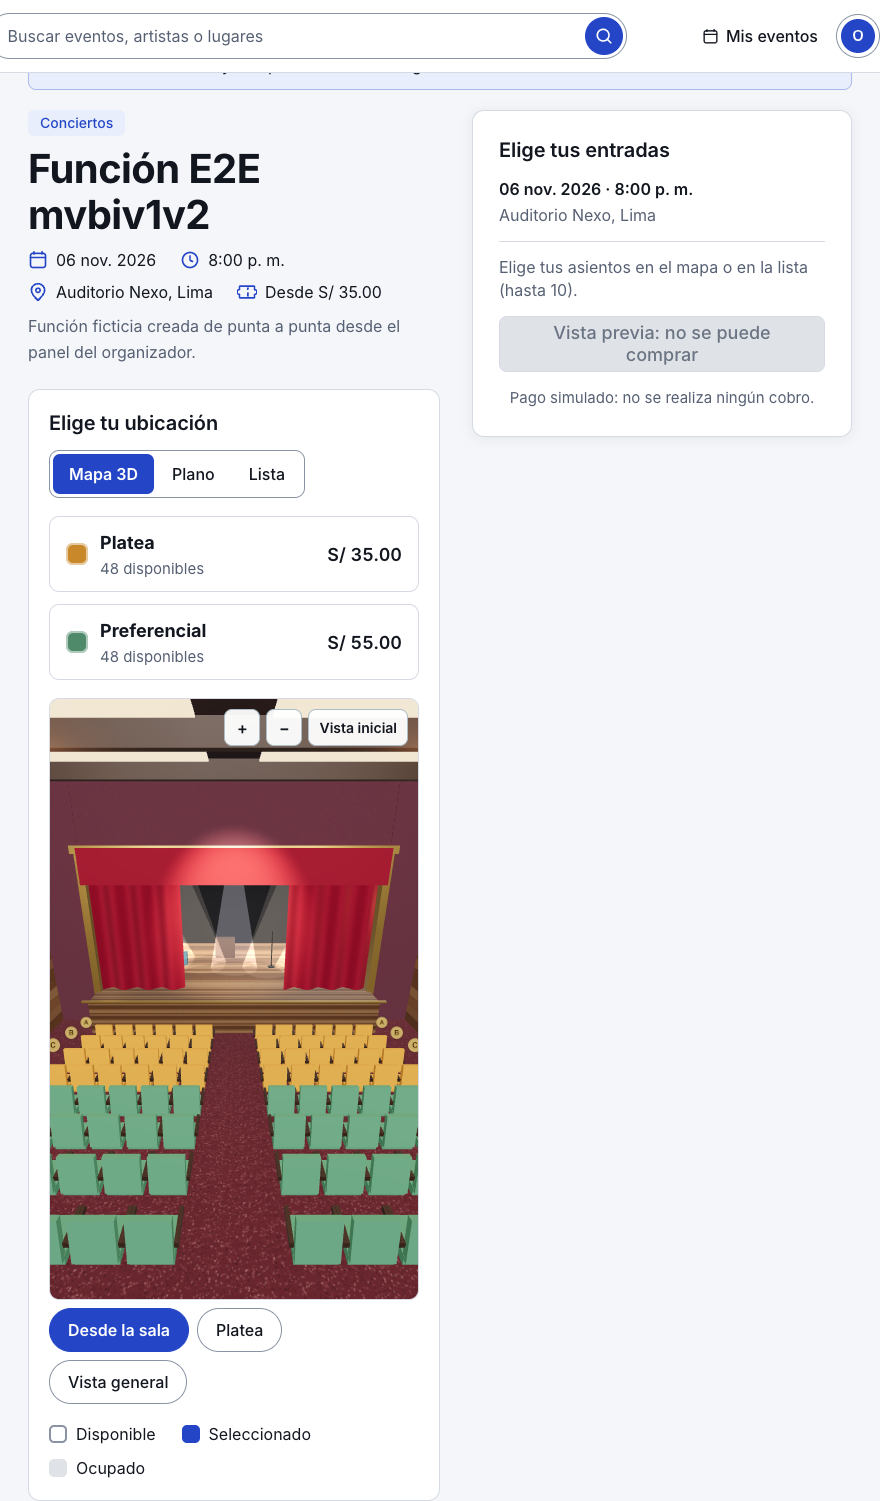 Buscar eventos, artistas o lugares
Mis eventos
O
Conciertos
Función E2E
mvbiv1v2
06 nov. 2026
8:00 p. m.
Auditorio Nexo, Lima
Desde S/ 35.00
Función ficticia creada de punta a punta desde el
panel del organizador.
Elige tu ubicación
Mapa 3D
Plano
Lista
Platea
48 disponibles
S/ 35.00
Preferencial
48 disponibles
S/ 55.00
+
−
Vista inicial
A
A
B
B
C
C
Desde la sala
Platea
Vista general
Disponible
Seleccionado
Ocupado
Elige tus entradas
06 nov. 2026 · 8:00 p. m.
Auditorio Nexo, Lima
Elige tus asientos en el mapa o en la lista
(hasta 10).
Vista previa: no se puede
comprar
Pago simulado: no se realiza ningún cobro.